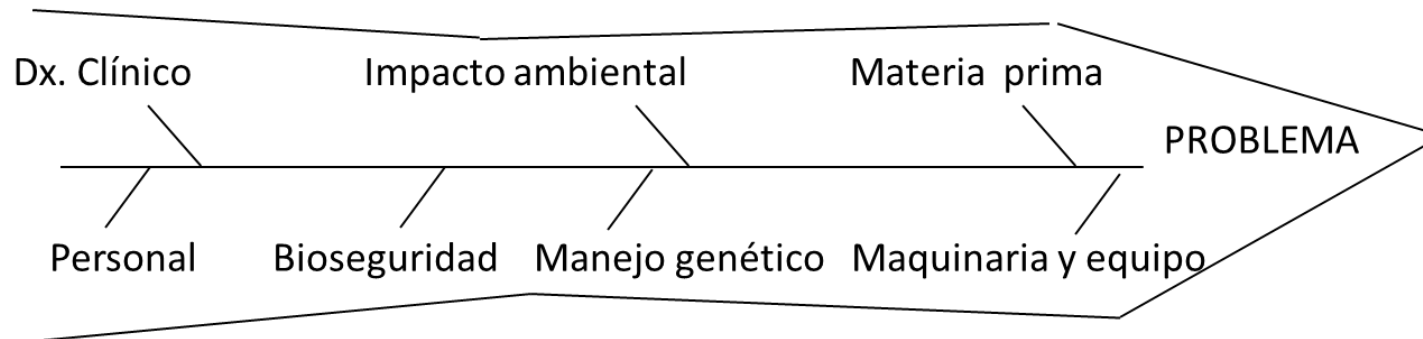 Dx. Clínico
Impacto ambiental
Materia prima
PROBLEMA
Personal
Bioseguridad
Manejo genético
Maquinaria y equipo